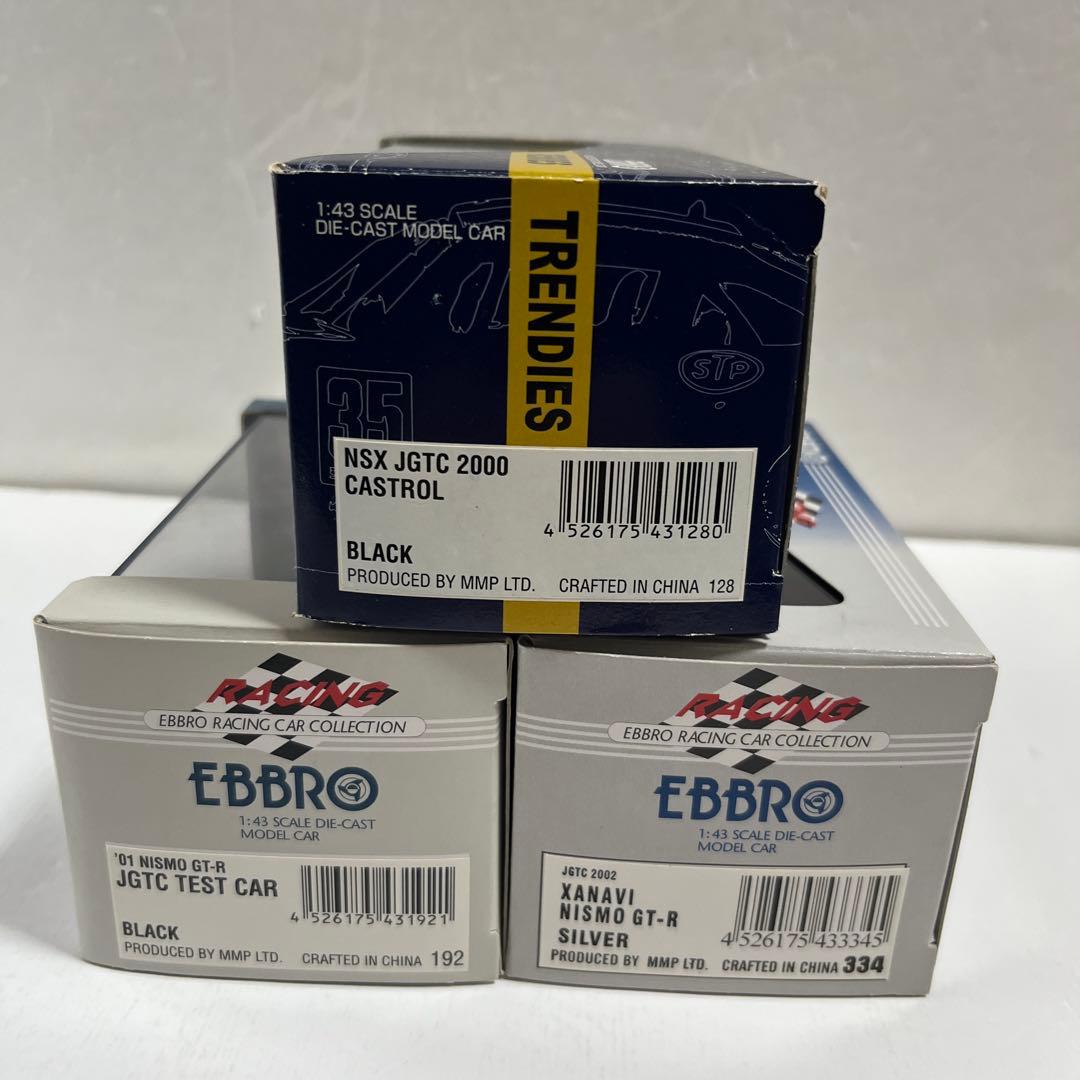 1:43 SCALE
DIE-CAST MODEL CAR
TRENDIES
STP
35
NSX JGTC 2000
CASTROL
BLACK
4 526175 431280
PRODUCED BY MMP LTD. CRAFTED IN CHINA 128
RACING
EBBRO RACING CAR COLLECTION
EBBRO
1:43 SCALE DIE-CAST
MODEL CAR
'01 NISMO GT-R
JGTC TEST CAR
4 526175 431921
BLACK
PRODUCED BY MMP LTD. CRAFTED IN CHINA 192
RACING
EBBRO RACING CAR COLLECTION
EBBRO
1:43 SCALE DIE-CAST
MODEL CAR
JGTC 2002
XANAVI
NISMO GT-R
SILVER
4 526175 433345
PRODUCED BY MMP LTD. CRAFTED IN CHINA 334